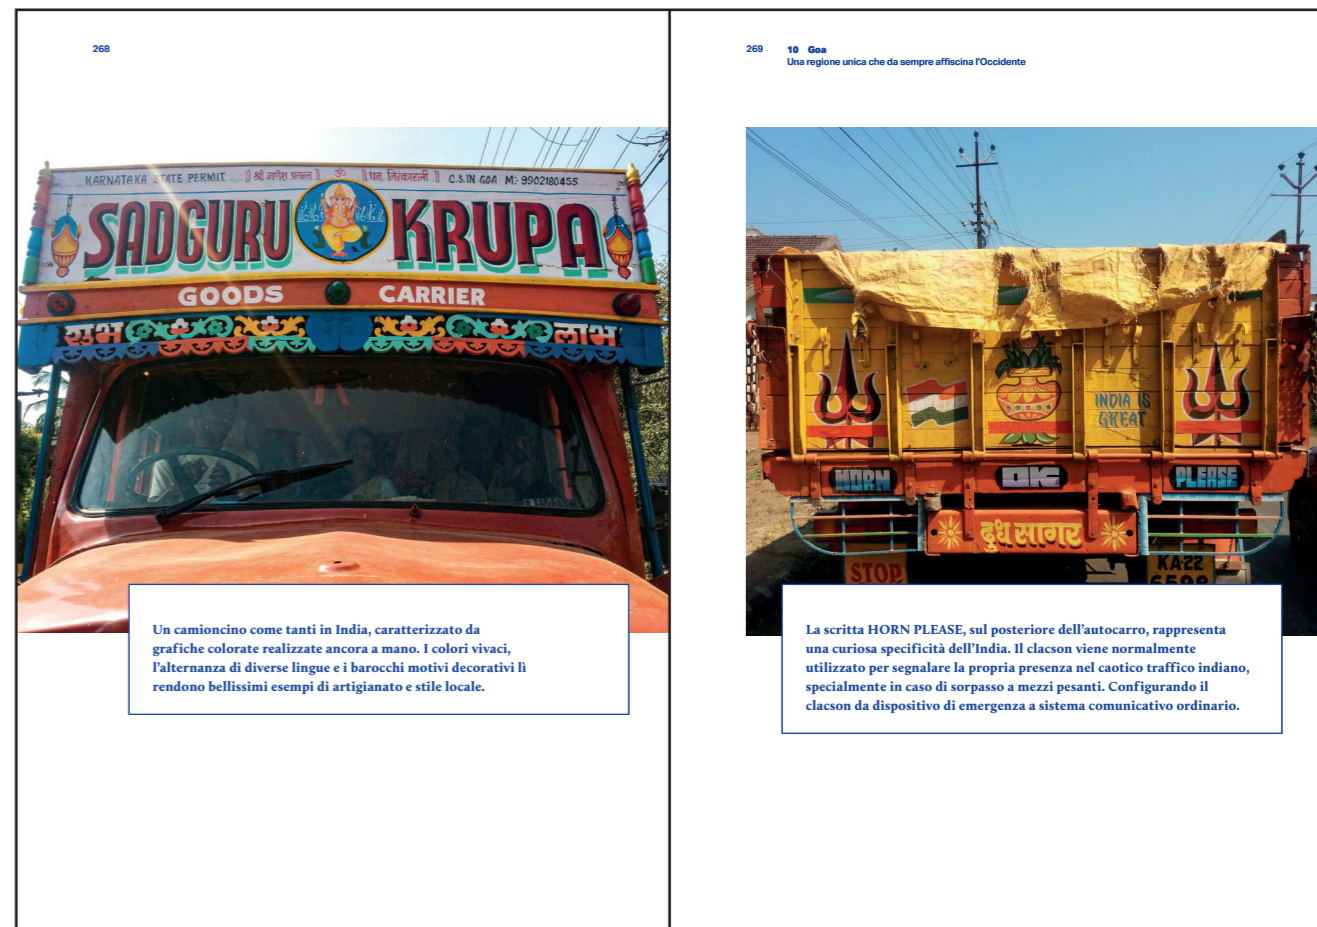 268
KARNATAKA STATE PERMIT || श्री गणेश प्रसन्न || ॐ || C.S.IN GOA M:- 9902180455
SADGURU KRUPA
GOODS CARRIER
शुभ लाभ
Un camioncino come tanti in India, caratterizzato da
grafiche colorate realizzate ancora a mano. I colori vivaci,
l'alternanza di diverse lingue e i barocchi motivi decorativi lì
rendono bellissimi esempi di artigianato e stile locale.
269 10 Goa
Una regione unica che da sempre affiscina l'Occidente
INDIA IS
GREAT
HORN OK PLEASE
दुधसागर
STOP
KA-22
6598
La scritta HORN PLEASE, sul posteriore dell'autocarro, rappresenta
una curiosa specificità dell'India. Il clacson viene normalmente
utilizzato per segnalare la propria presenza nel caotico traffico indiano,
specialmente in caso di sorpasso a mezzi pesanti. Configurando il
clacson da dispositivo di emergenza a sistema comunicativo ordinario.